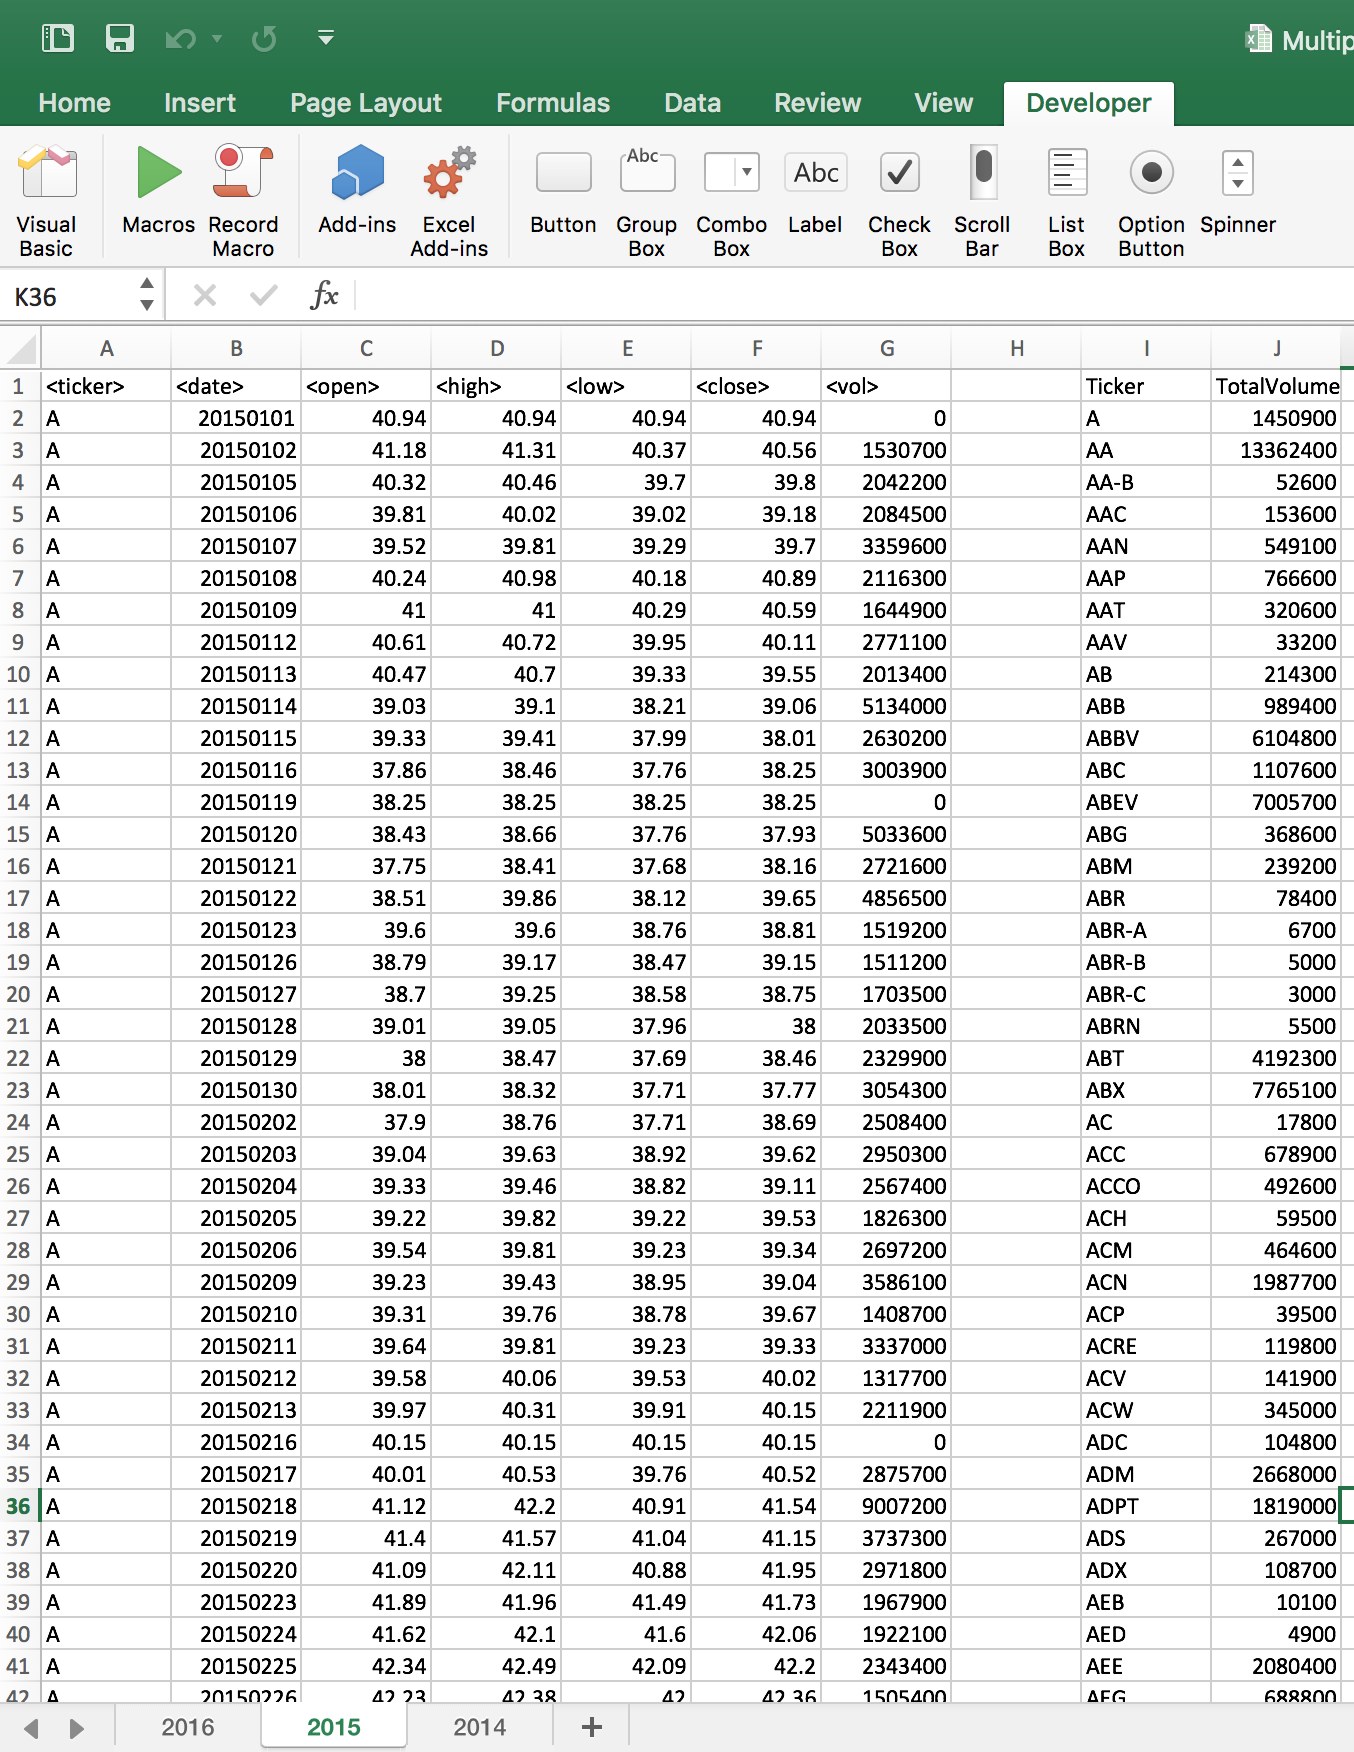 Multip
Home Insert Page Layout Formulas Data Review View Developer
Abc Abc
Visual Basic Macros Record Macro Add-ins Excel Add-ins Button Group Box Combo Box Label Check Box Scroll Bar List Box Option Button Spinner
K36 fx
A B C D E F G H I J
1 <ticker> <date> <open> <high> <low> <close> <vol> Ticker TotalVolume
2 A 20150101 40.94 40.94 40.94 40.94 0 A 1450900
3 A 20150102 41.18 41.31 40.37 40.56 1530700 AA 13362400
4 A 20150105 40.32 40.46 39.7 39.8 2042200 AA-B 52600
5 A 20150106 39.81 40.02 39.02 39.18 2084500 AAC 153600
6 A 20150107 39.52 39.81 39.29 39.7 3359600 AAN 549100
7 A 20150108 40.24 40.98 40.18 40.89 2116300 AAP 766600
8 A 20150109 41 41 40.29 40.59 1644900 AAT 320600
9 A 20150112 40.61 40.72 39.95 40.11 2771100 AAV 33200
10 A 20150113 40.47 40.7 39.33 39.55 2013400 AB 214300
11 A 20150114 39.03 39.1 38.21 39.06 5134000 ABB 989400
12 A 20150115 39.33 39.41 37.99 38.01 2630200 ABBV 6104800
13 A 20150116 37.86 38.46 37.76 38.25 3003900 ABC 1107600
14 A 20150119 38.25 38.25 38.25 38.25 0 ABEV 7005700
15 A 20150120 38.43 38.66 37.76 37.93 5033600 ABG 368600
16 A 20150121 37.75 38.41 37.68 38.16 2721600 ABM 239200
17 A 20150122 38.51 39.86 38.12 39.65 4856500 ABR 78400
18 A 20150123 39.6 39.6 38.76 38.81 1519200 ABR-A 6700
19 A 20150126 38.79 39.17 38.47 39.15 1511200 ABR-B 5000
20 A 20150127 38.7 39.25 38.58 38.75 1703500 ABR-C 3000
21 A 20150128 39.01 39.05 37.96 38 2033500 ABRN 5500
22 A 20150129 38 38.47 37.69 38.46 2329900 ABT 4192300
23 A 20150130 38.01 38.32 37.71 37.77 3054300 ABX 7765100
24 A 20150202 37.9 38.76 37.71 38.69 2508400 AC 17800
25 A 20150203 39.04 39.63 38.92 39.62 2950300 ACC 678900
26 A 20150204 39.33 39.46 38.82 39.11 2567400 ACCO 492600
27 A 20150205 39.22 39.82 39.22 39.53 1826300 ACH 59500
28 A 20150206 39.54 39.81 39.23 39.34 2697200 ACM 464600
29 A 20150209 39.23 39.43 38.95 39.04 3586100 ACN 1987700
30 A 20150210 39.31 39.76 38.78 39.67 1408700 ACP 39500
31 A 20150211 39.64 39.81 39.23 39.33 3337000 ACRE 119800
32 A 20150212 39.58 40.06 39.53 40.02 1317700 ACV 141900
33 A 20150213 39.97 40.31 39.91 40.15 2211900 ACW 345000
34 A 20150216 40.15 40.15 40.15 40.15 0 ADC 104800
35 A 20150217 40.01 40.53 39.76 40.52 2875700 ADM 2668000
36 A 20150218 41.12 42.2 40.91 41.54 9007200 ADPT 1819000
37 A 20150219 41.4 41.57 41.04 41.15 3737300 ADS 267000
38 A 20150220 41.09 42.11 40.88 41.95 2971800 ADX 108700
39 A 20150223 41.89 41.96 41.49 41.73 1967900 AEB 10100
40 A 20150224 41.62 42.1 41.6 42.06 1922100 AED 4900
41 A 20150225 42.34 42.49 42.09 42.2 2343400 AEE 2080400
42 A 20150226 42.23 42.38 42 42.36 1505400 AEG 688800
2016 2015 2014 +